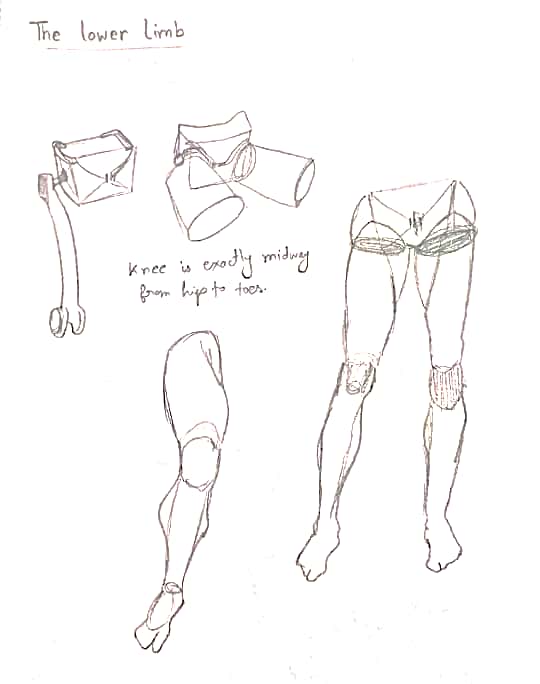 The lower limb
Knee is exactly midway
from hip to toes.